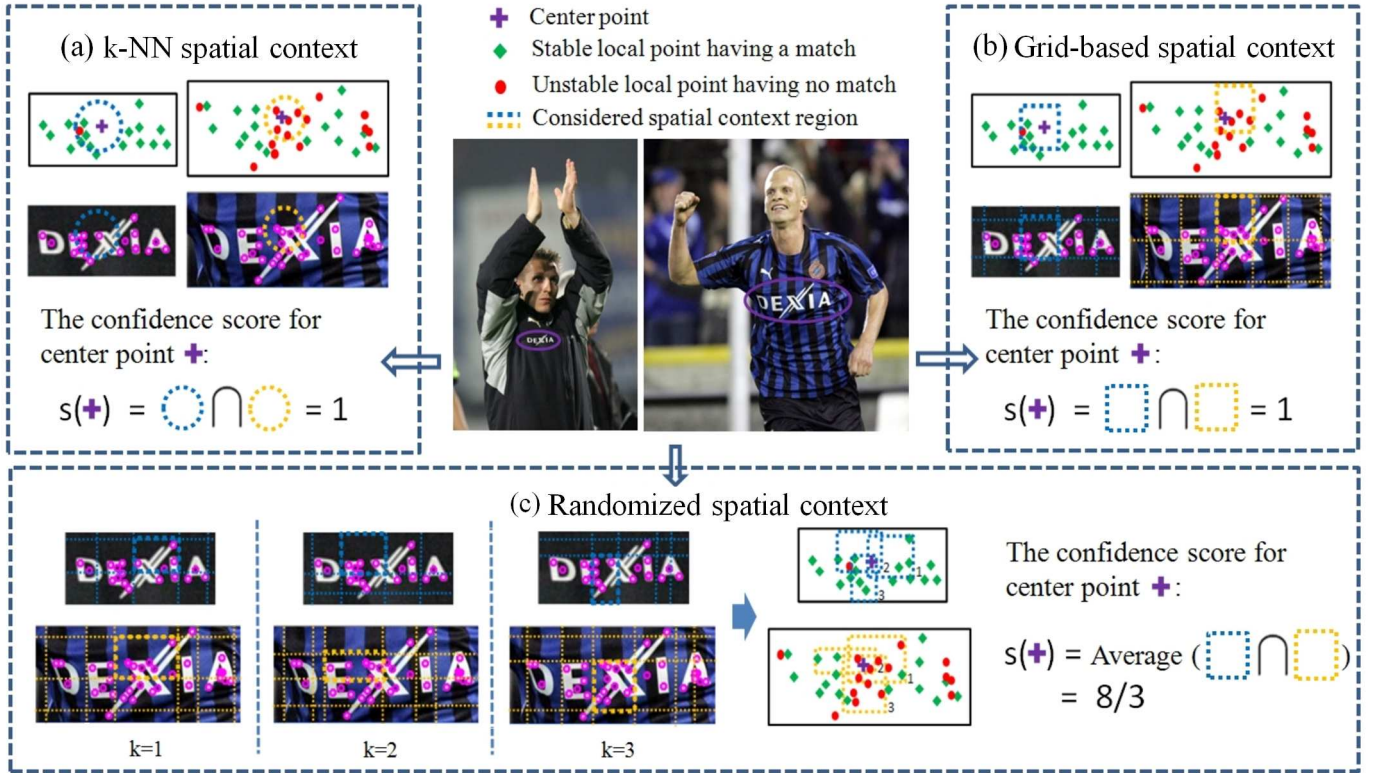 Center point
Stable local point having a match
Unstable local point having no match
Considered spatial context region
(a) k-NN spatial context
DEXIA
DEXIA
The confidence score for
center point +:
s(+) = ⋂ = 1
DEXIA
DEXIA
(b) Grid-based spatial context
DEXIA
DEXIA
The confidence score for
center point +:
s(+) = ⋂ = 1
(c) Randomized spatial context
DEXIA
DEXIA
DEXIA
DEXIA
DEXIA
DEXIA
k=1
k=2
k=3
2
1
3
2
1
3
The confidence score for
center point +:
s(+) = Average ( ⋂ )
= 8/3